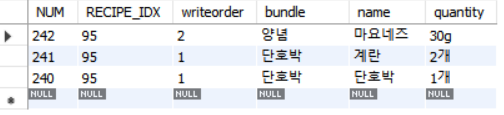 NUM RECIPE_IDX writeorder bundle name quantity
242 95 2 양념 마요네즈 30g
241 95 1 단호박 계란 2개
240 95 1 단호박 단호박 1개
NULL NULL NULL NULL NULL NULL